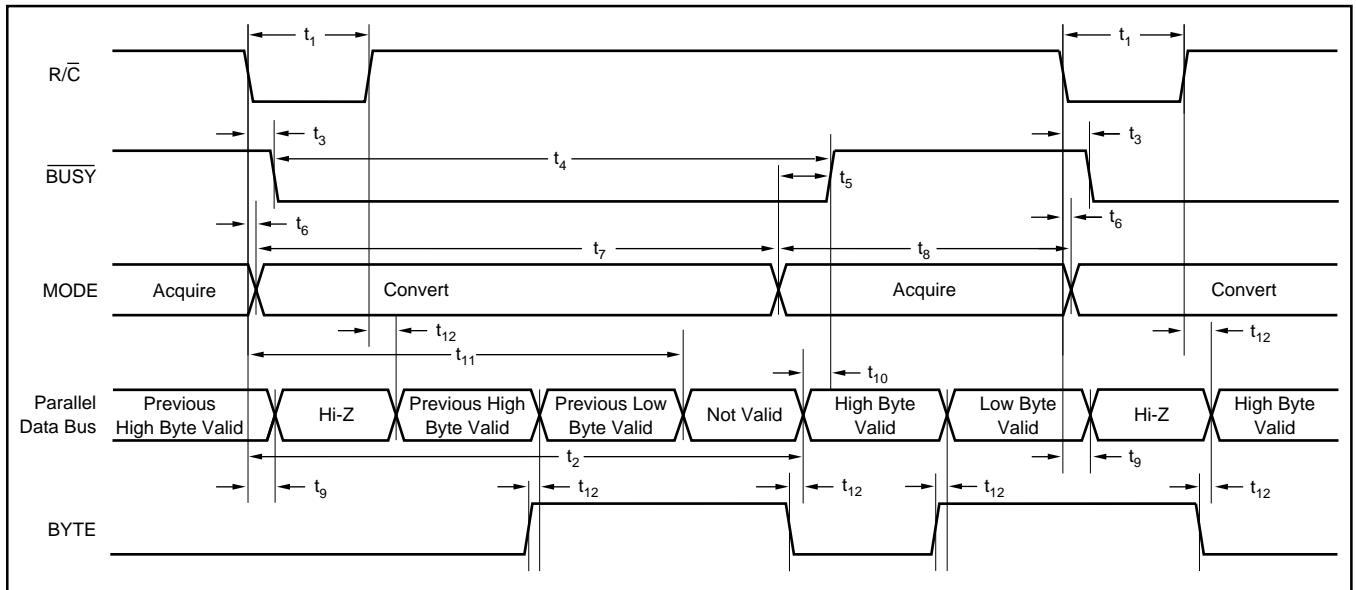 t1
t1
R/C̅
t3
t3
t4
B̅U̅S̅Y̅
t5
t6
t6
t7
t8
MODE
Acquire
Convert
Acquire
Convert
t12
t12
t11
t10
Parallel
Data Bus
Previous
High Byte Valid
Hi-Z
Previous High
Byte Valid
Previous Low
Byte Valid
Not Valid
High Byte
Valid
Low Byte
Valid
Hi-Z
High Byte
Valid
t2
t9
t9
t12
t12
t12
t12
BYTE